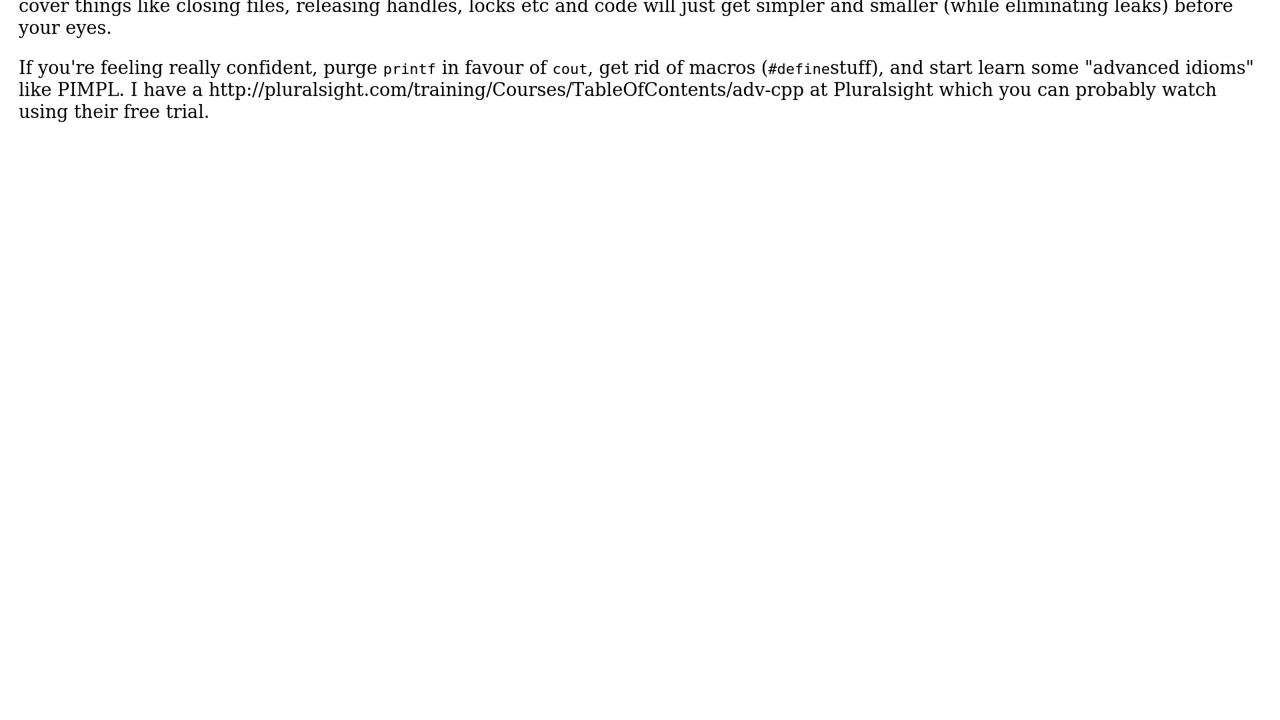 cover things like closing files, releasing handles, locks etc and code will just get simpler and smaller (while eliminating leaks) before
your eyes.
If you're feeling really confident, purge printf in favour of cout, get rid of macros (#definestuff), and start learn some "advanced idioms"
like PIMPL. I have a http://pluralsight.com/training/Courses/TableOfContents/adv-cpp at Pluralsight which you can probably watch
using their free trial.